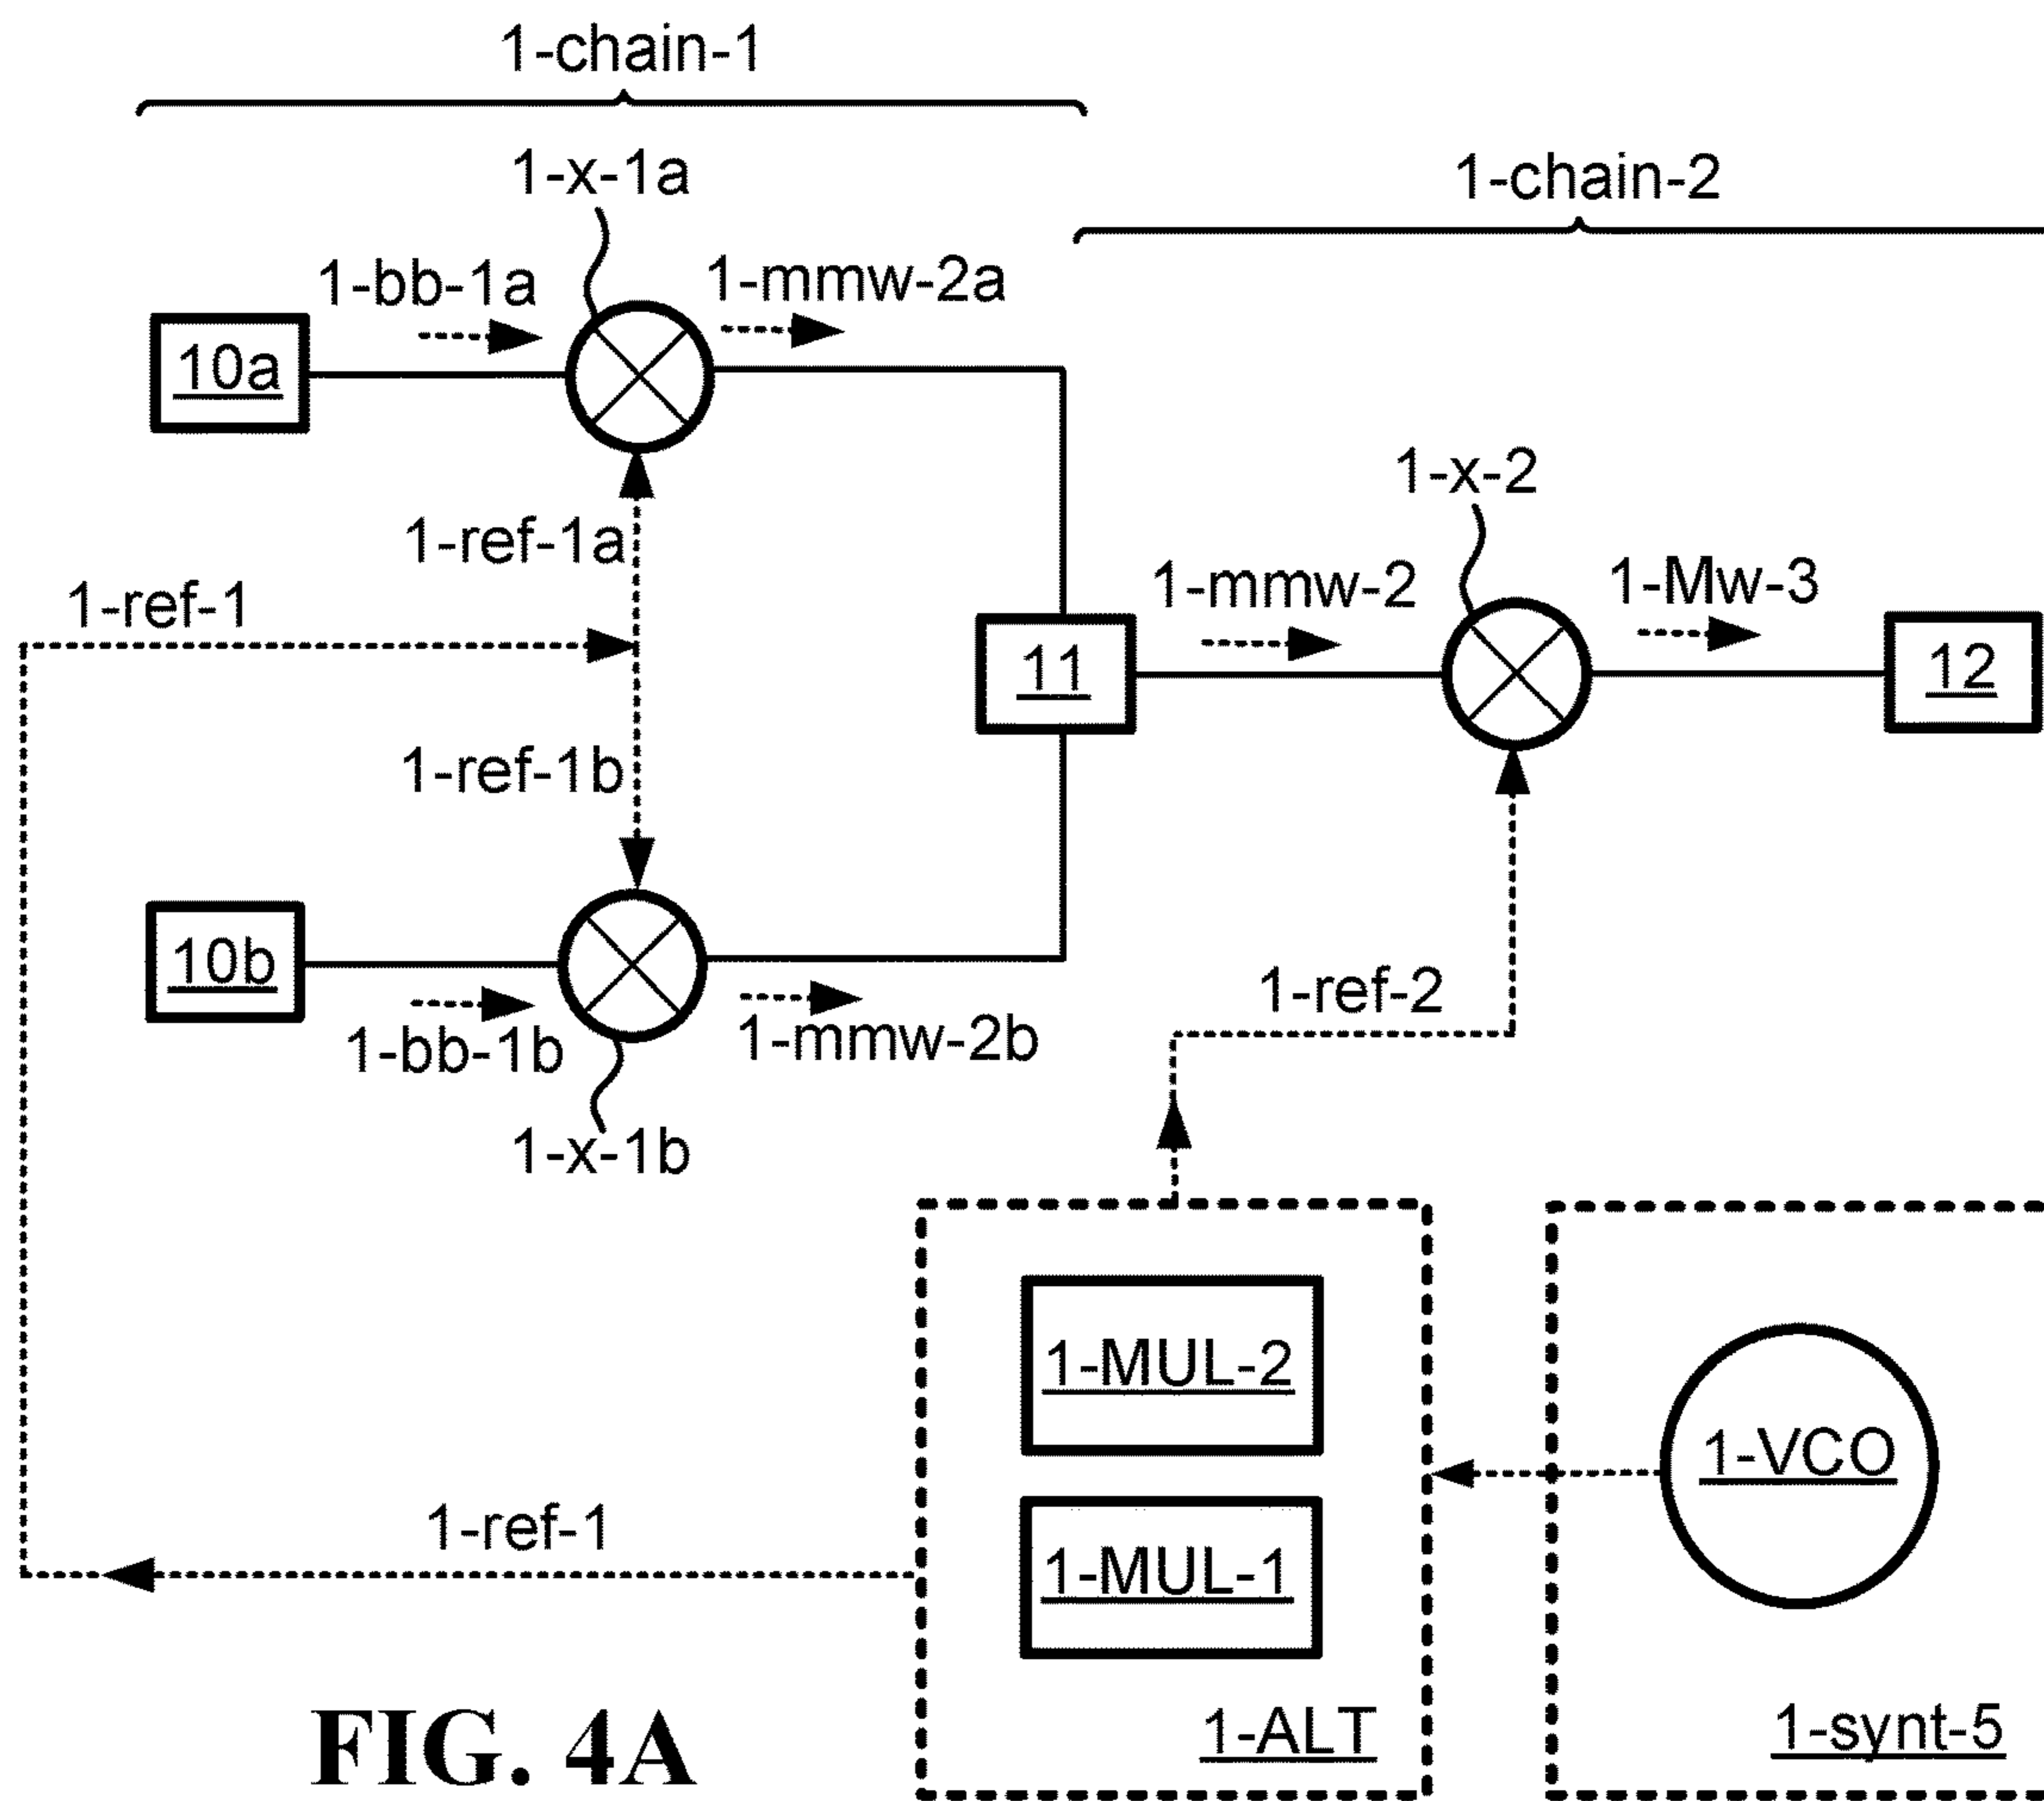 1-chain-1
1-x-1a
1-chain-2
1-bb-1a
1-mmw-2a
10a
1-x-2
1-ref-1a
1-ref-1
1-mmw-2
1-Mw-3
11
12
1-ref-1b
10b
1-bb-1b
1-mmw-2b
1-ref-2
1-x-1b
1-MUL-2
1-VCO
1-ref-1
1-MUL-1
1-ALT
1-synt-5
FIG. 4A